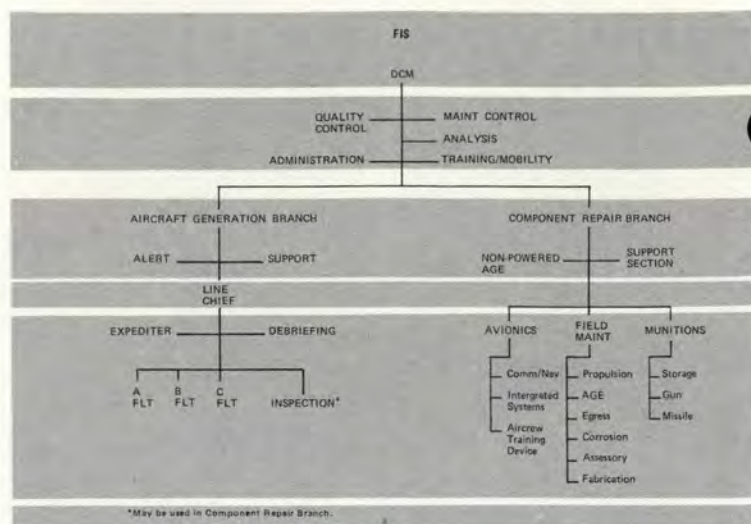 FIS
DCM
QUALITY
CONTROL
MAINT CONTROL
ANALYSIS
ADMINISTRATION
TRAINING/MOBILITY
AIRCRAFT GENERATION BRANCH
ALERT
SUPPORT
LINE
CHIEF
EXPEDITER
DEBRIEFING
A
FLT
B
FLT
C
FLT
INSPECTION*
COMPONENT REPAIR BRANCH
NON-POWERED
AGE
SUPPORT
SECTION
AVIONICS
Comms/Nav
Intergrated
Systems
Aircrew
Training
Device
FIELD
MAINT
Propulsion
AGE
Egress
Corrosion
Assessory
Fabrication
MUNITIONS
Storage
Gun
Missile
*May be used in Component Repair Branch.